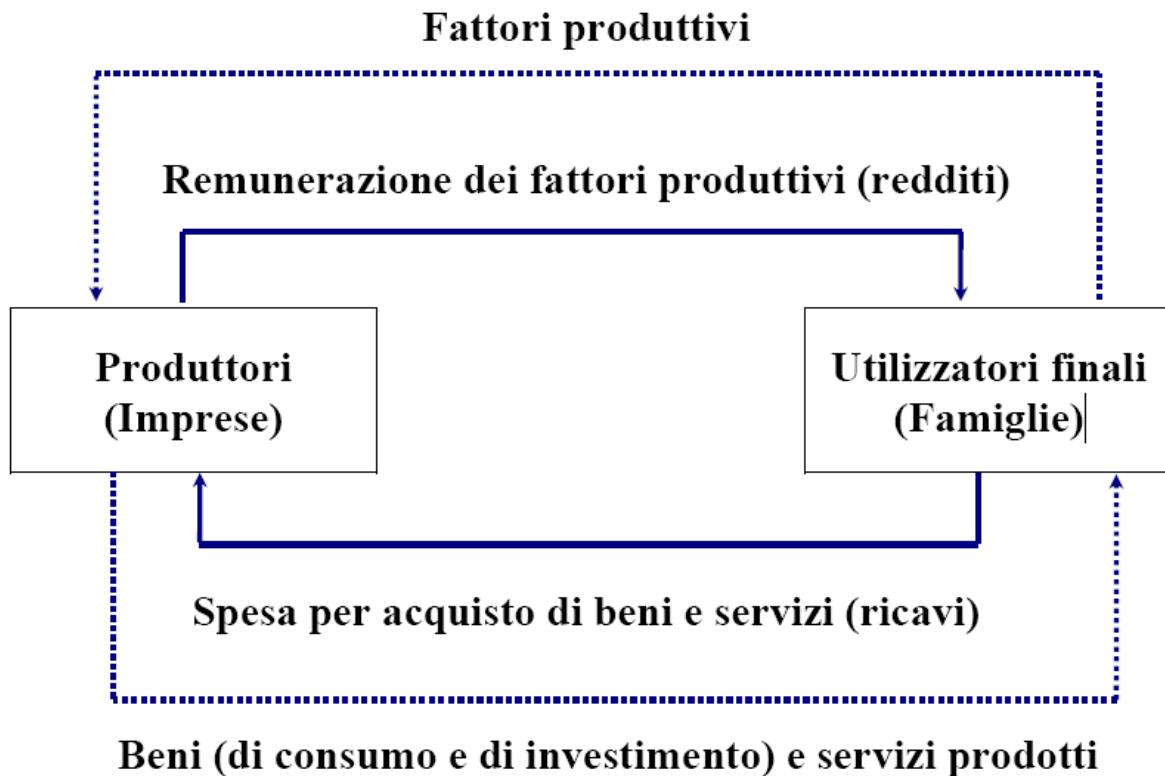 Fattori produttivi
Remunerazione dei fattori produttivi (redditi)
Produttori
(Imprese)
Utilizzatori finali
(Famiglie)
Spesa per acquisto di beni e servizi (ricavi)
Beni (di consumo e di investimento) e servizi prodotti